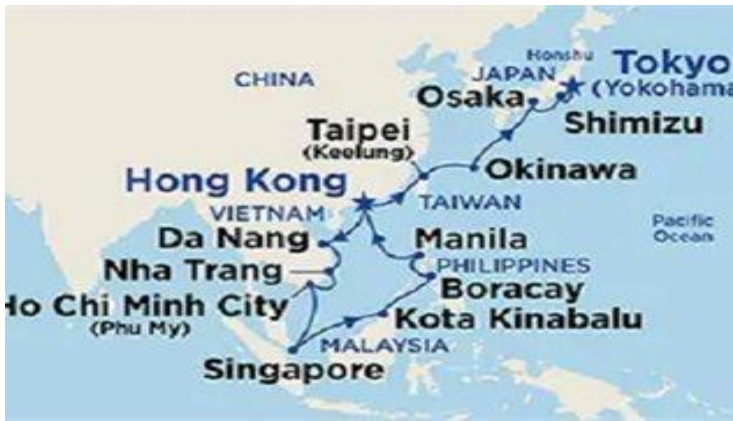 Honshu
Tokyo
CHINA
JAPAN
(Yokohama
Osaka
Shimizu
Taipei
(Keelung)
Okinawa
Hong Kong
TAIWAN
VIETNAM
Pacific
Ocean
Da Nang
Manila
Nha Trang
PHILIPPINES
Ho Chi Minh City
Boracay
(Phu My)
Kota Kinabalu
MALAYSIA
Singapore